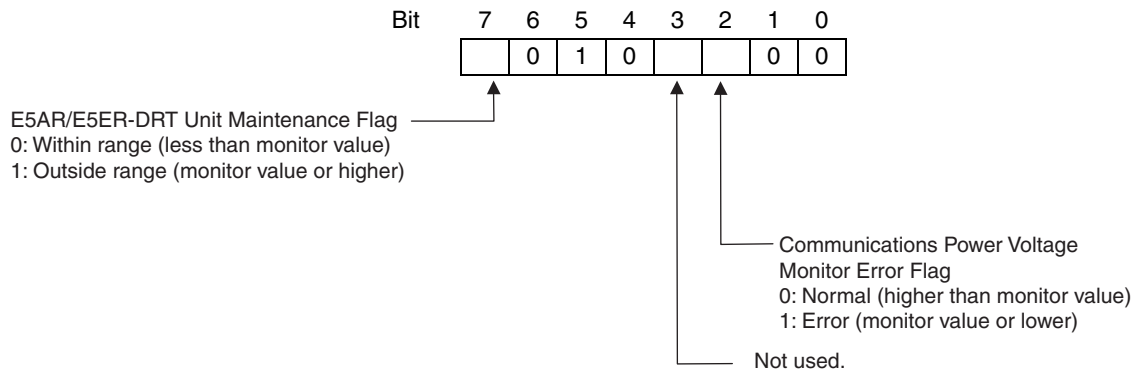 Bit 7 6 5 4 3 2 1 0
0 1 0 0 0
E5AR/E5ER-DRT Unit Maintenance Flag
0: Within range (less than monitor value)
1: Outside range (monitor value or higher)
Communications Power Voltage
Monitor Error Flag
0: Normal (higher than monitor value)
1: Error (monitor value or lower)
Not used.